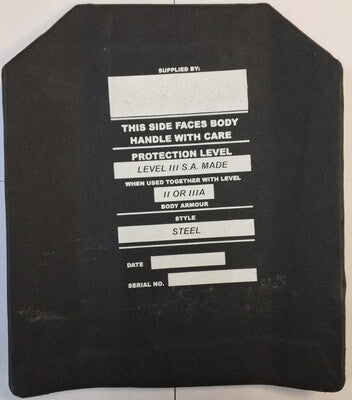 SUPPLIED BY:
THIS SIDE FACES BODY
HANDLE WITH CARE
PROTECTION LEVEL
LEVEL III S.A. MADE
WHEN USED TOGETHER WITH LEVEL
II OR IIIA
BODY ARMOUR
STYLE
STEEL
DATE
SERIAL NO.